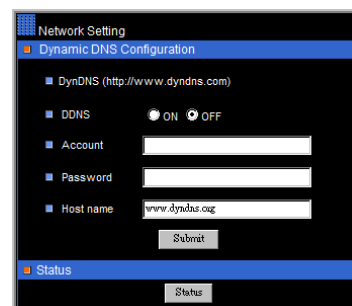 Network Setting
Dynamic DNS Configuration
DynDNS (http://www.dyndns.com)
DDNS ON OFF
Account
Password
Host name www.dyndns.org
Submit
Status
Status